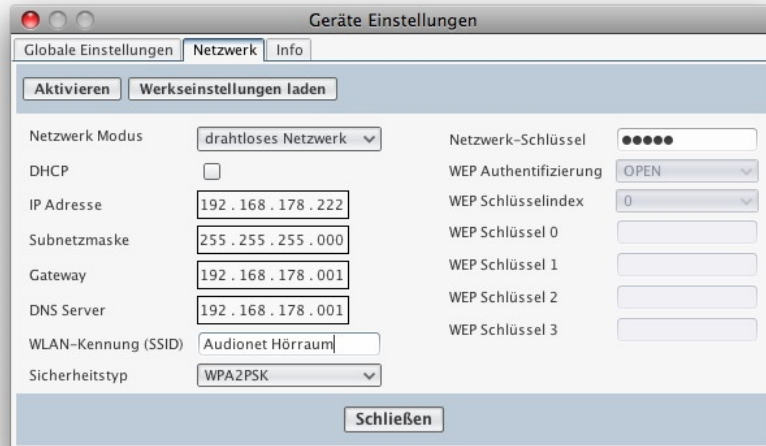 Geräte Einstellungen
Globale Einstellungen Netzwerk Info
Aktivieren Werkseinstellungen laden
Netzwerk Modus drahtloses Netzwerk
DHCP
IP Adresse 192 . 168 . 178 . 222
Subnetzmaske 255 . 255 . 255 . 000
Gateway 192 . 168 . 178 . 001
DNS Server 192 . 168 . 178 . 001
WLAN-Kennung (SSID) Audionet Hörraum
Sicherheitstyp WPA2PSK
Netzwerk-Schlüssel ●●●●●
WEP Authentifizierung OPEN
WEP Schlüsselindex 0
WEP Schlüssel 0
WEP Schlüssel 1
WEP Schlüssel 2
WEP Schlüssel 3
Schließen